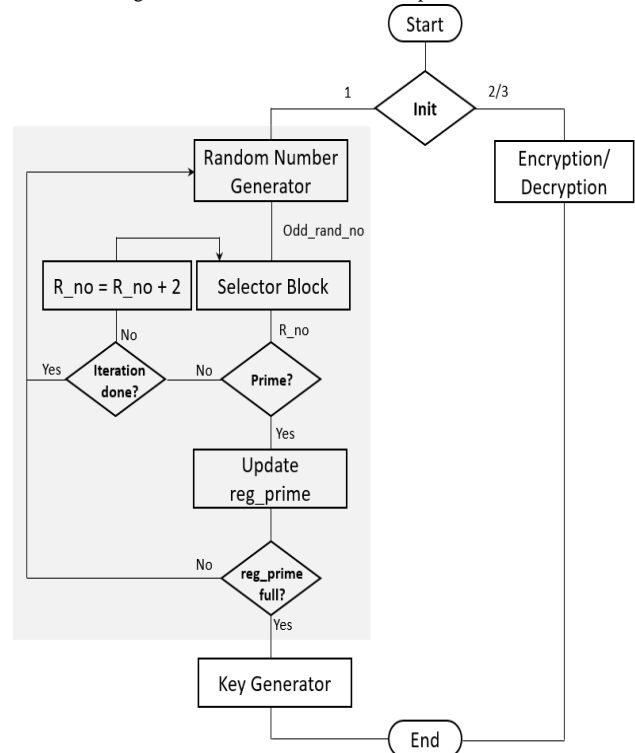 Start
Init
1
2/3
Random Number
Generator
Encryption/
Decryption
Odd_rand_no
R_no = R_no + 2
Selector Block
R_no
No
Yes
Iteration
done?
No
Prime?
Yes
Update
reg_prime
No
reg_prime
full?
Yes
Key Generator
End